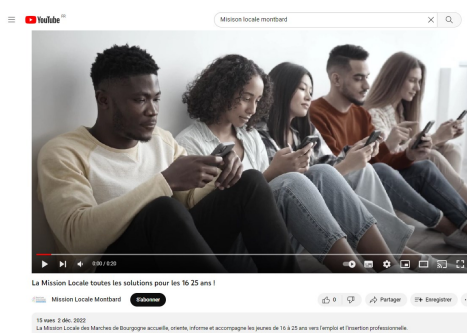 YouTube
Misison locale montbard
0:00 / 0:20
La Mission Locale toutes les solutions pour les 16 25 ans !
Mission Locale Montbard
S'abonner
0
Partager
Enregistrer
15 vues 2 déc. 2022
La Mission Locale des Marches de Bourgogne accueille, oriente, informe et accompagne les jeunes de 16 à 25 ans vers l'emploi et l'insertion professionnelle.